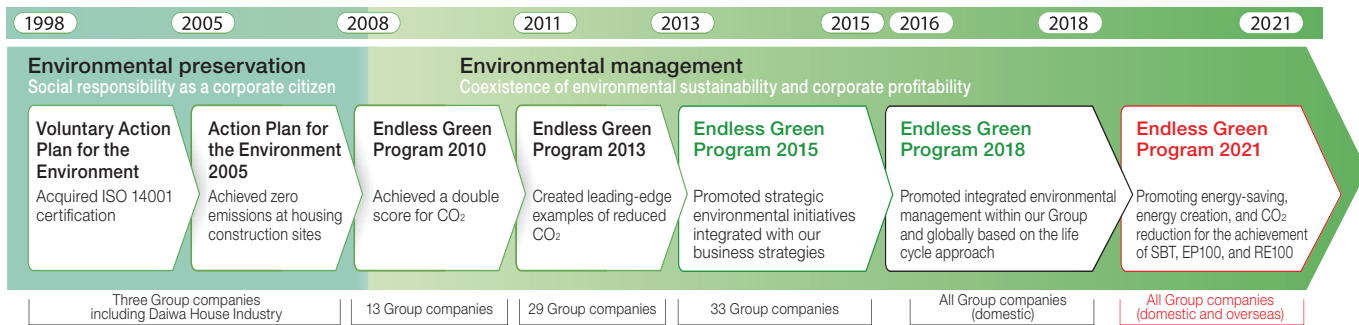 1998 2005 2008 2011 2013 2015 2016 2018 2021
Environmental preservation
Social responsibility as a corporate citizen
Environmental management
Coexistence of environmental sustainability and corporate profitability
Voluntary Action
Plan for the
Environment
Acquired ISO 14001
certification
Action Plan for
the Environment
2005
Achieved zero
emissions at housing
construction sites
Endless Green
Program 2010
Achieved a double
score for CO₂
Endless Green
Program 2013
Created leading-edge
examples of reduced
CO₂
Endless Green
Program 2015
Promoted strategic
environmental initiatives
integrated with our
business strategies
Endless Green
Program 2018
Promoted integrated environmental
management within our Group
and globally based on the life
cycle approach
Endless Green
Program 2021
Promoting energy-saving,
energy creation, and CO₂
reduction for the achievement
of SBT, EP100, and RE100
Three Group companies
including Daiwa House Industry
13 Group companies
29 Group companies
33 Group companies
All Group companies
(domestic)
All Group companies
(domestic and overseas)